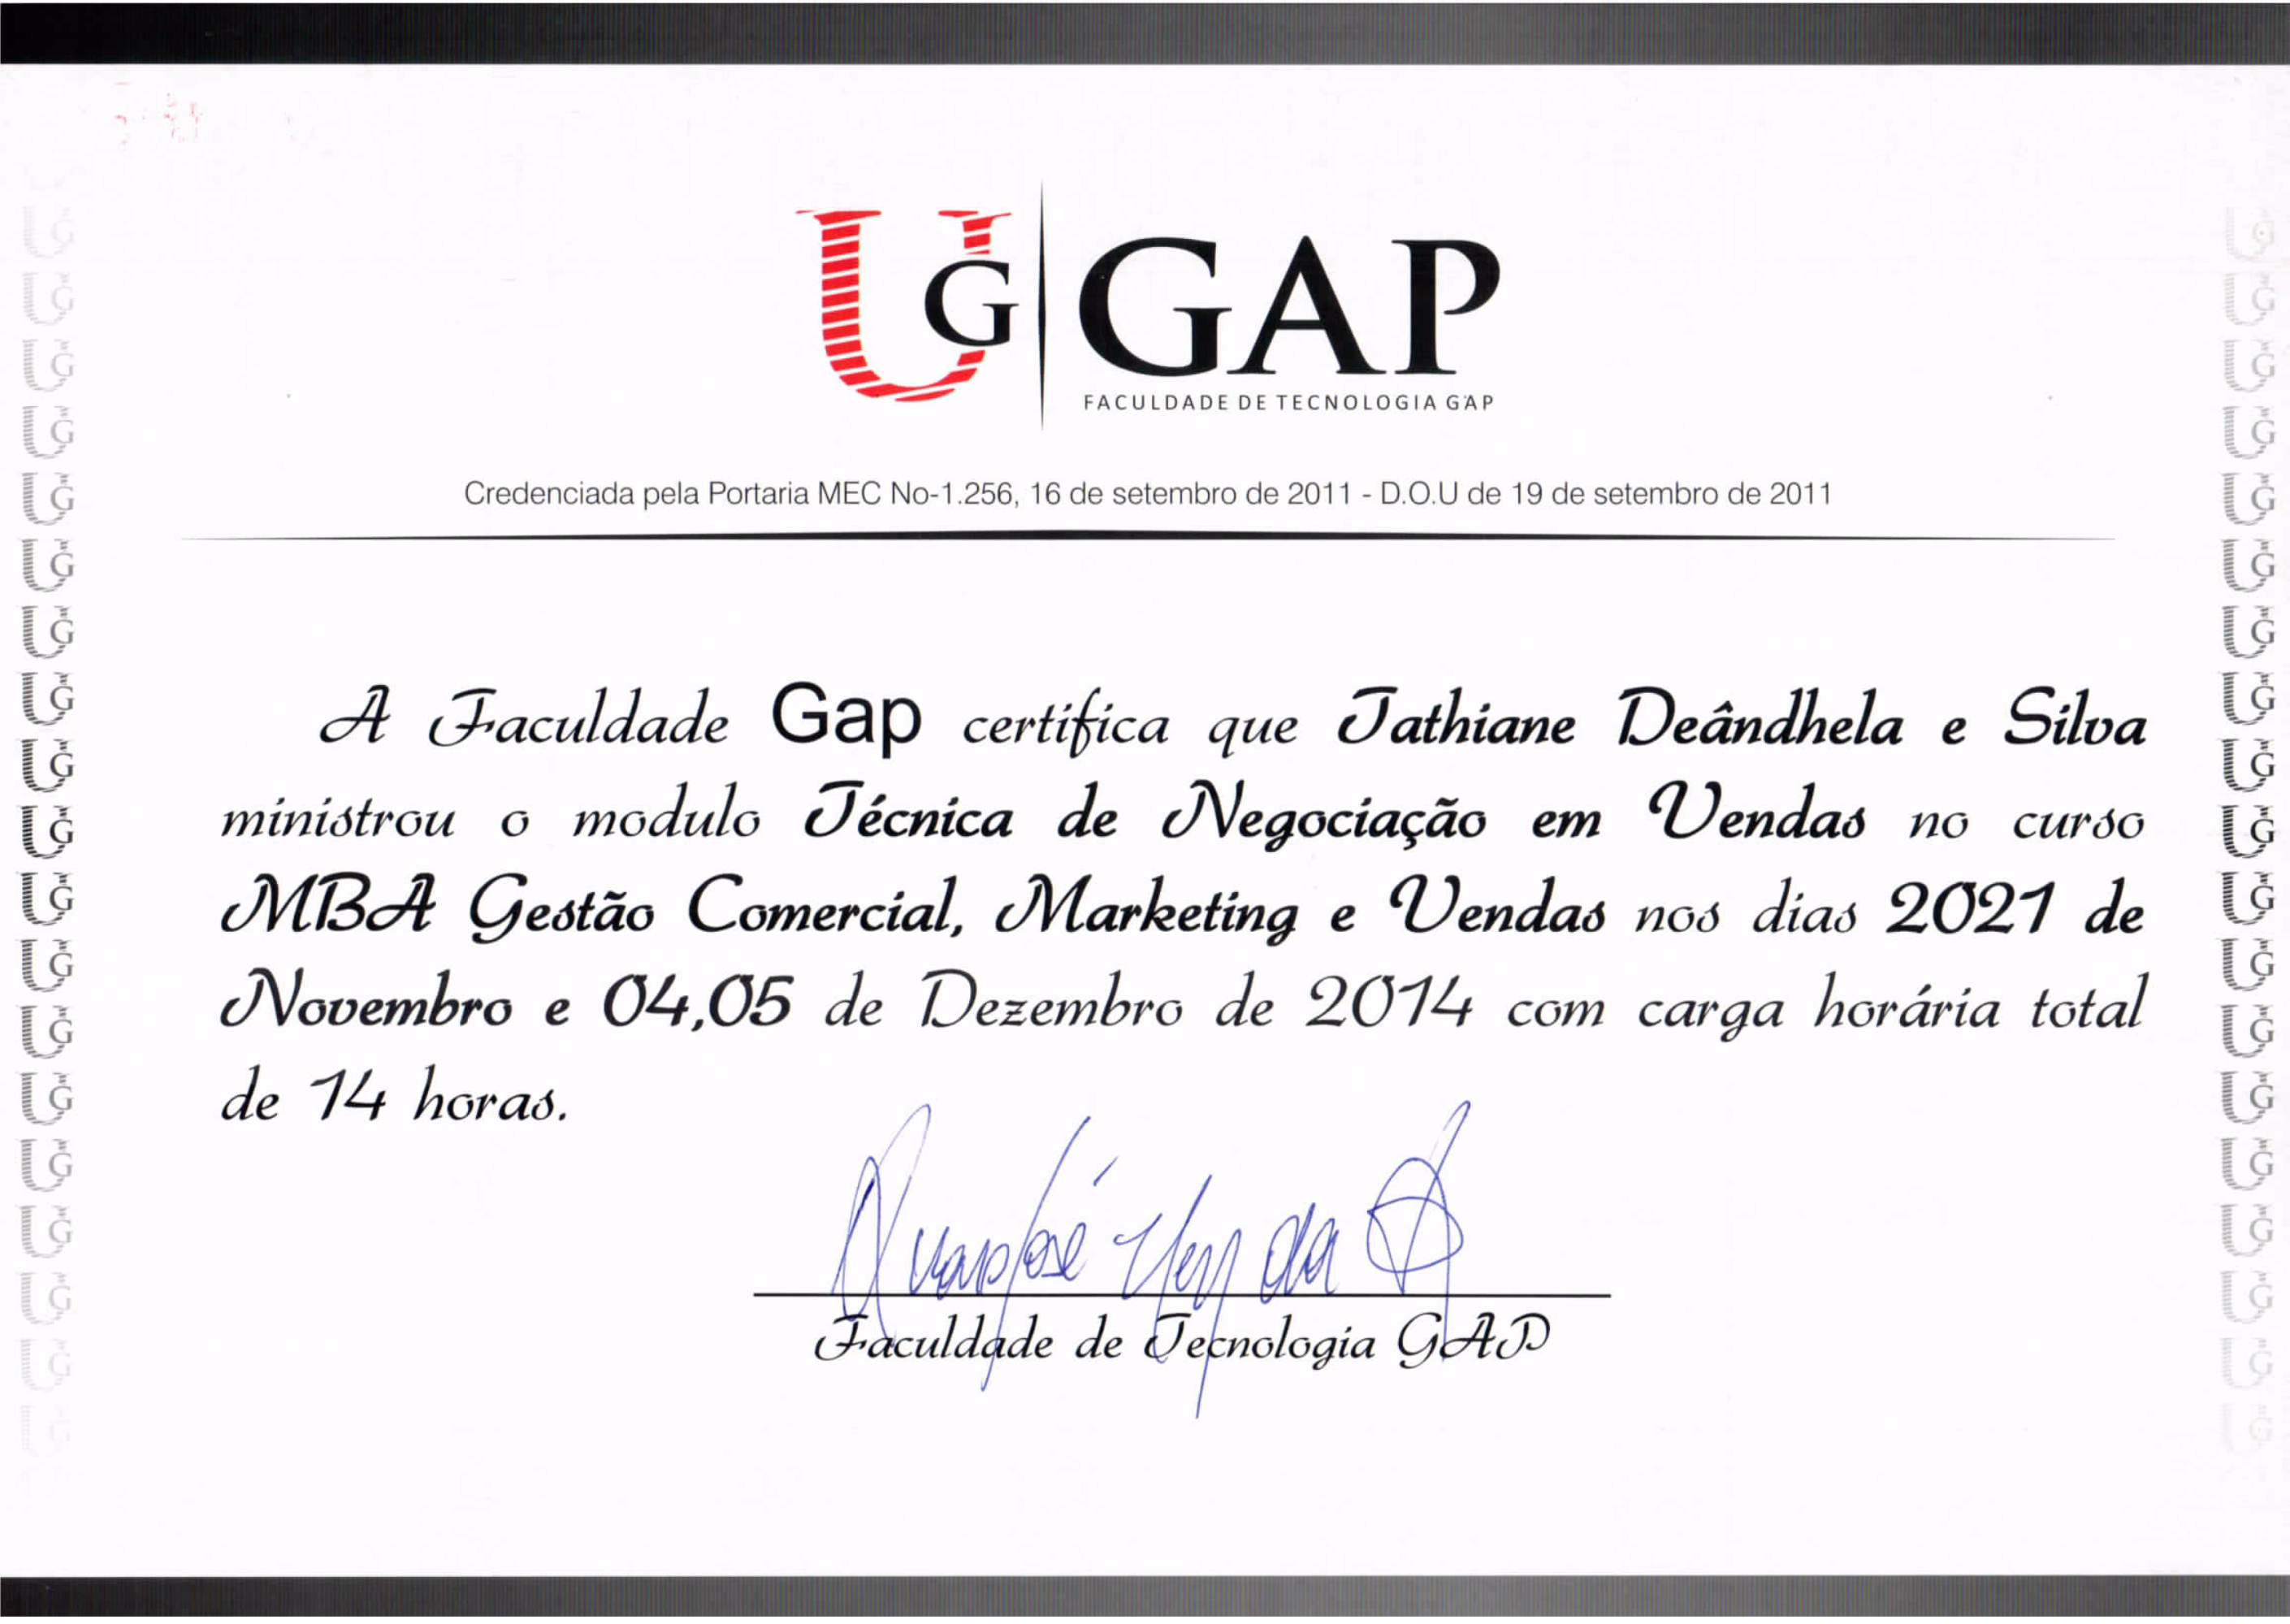 UG GAP
FACULDADE DE TECNOLOGIA GAP
Credenciada pela Portaria MEC No-1.256, 16 de setembro de 2011 - D.O.U de 19 de setembro de 2011
A Faculdade Gap certifica que Tathiane Deândhela e Silva
ministrou o modulo Técnica de Negociação em Vendas no curso
MBA Gestão Comercial, Marketing e Vendas nos dias 2021 de
Novembro e 04,05 de Dezembro de 2014 com carga horária total
de 14 horas.
Faculdade de Tecnologia GAP